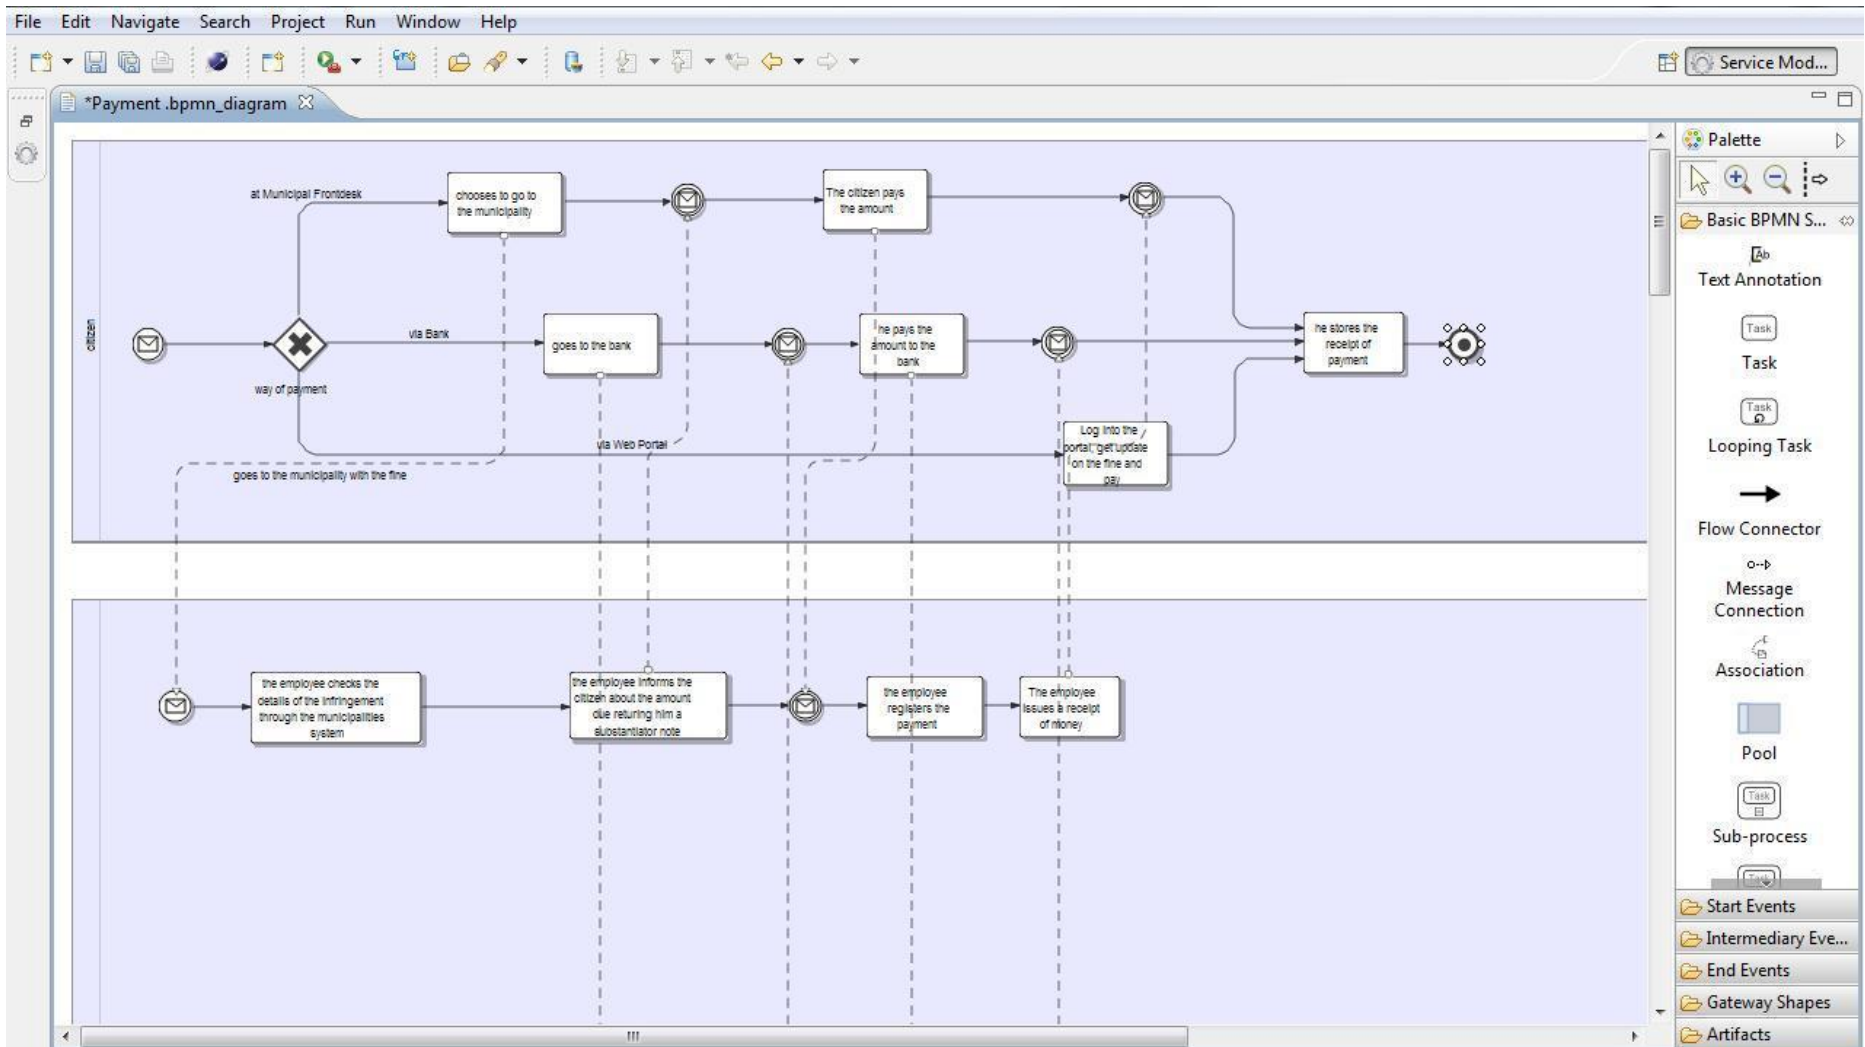 File Edit Navigate Search Project Run Window Help
Service Mod...
*Payment .bpmn_diagram
citizen
at Municipal Frontdesk
chooses to go to
the municipality
The citizen pays
the amount
via Bank
goes to the bank
he pays the
amount to the
bank
he stores the
receipt of
payment
way of payment
via Web Portal
Log into the
portal, get update
on the fine and
pay
goes to the municipality with the fine
the employee checks the
details of the infringement
through the municipalities
system
the employee informs the
citizen about the amount
due returing him a
substantiator note
the employee
registers the
payment
The employee
issues a receipt
of money
Palette
Basic BPMN S...
Text Annotation
Task
Task
Task
Looping Task
Flow Connector
Message
Connection
Association
Pool
Task
Sub-process
Task
Start Events
Intermediary Eve...
End Events
Gateway Shapes
Artifacts